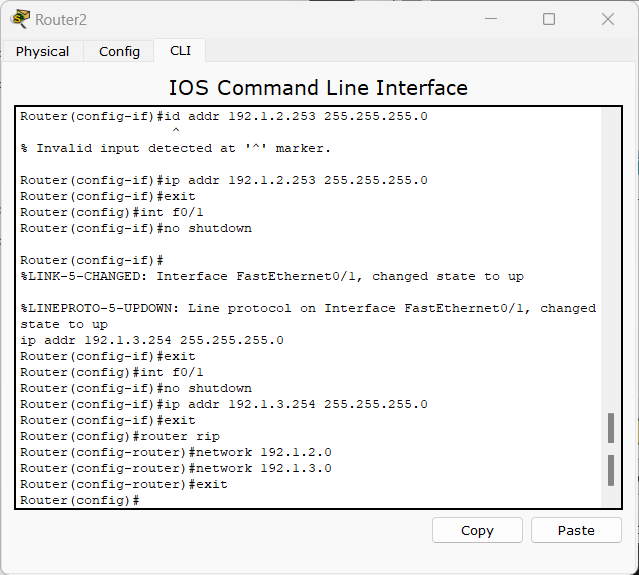 Router2
Physical Config CLI
IOS Command Line Interface
Router(config-if)#id addr 192.1.2.253 255.255.255.0
^
% Invalid input detected at '^' marker.
Router(config-if)#ip addr 192.1.2.253 255.255.255.0
Router(config-if)#exit
Router(config)#int f0/1
Router(config-if)#no shutdown
Router(config-if)#
%LINK-5-CHANGED: Interface FastEthernet0/1, changed state to up
%LINEPROTO-5-UPDOWN: Line protocol on Interface FastEthernet0/1, changed
state to up
ip addr 192.1.3.254 255.255.255.0
Router(config-if)#exit
Router(config)#int f0/1
Router(config-if)#no shutdown
Router(config-if)#ip addr 192.1.3.254 255.255.255.0
Router(config-if)#exit
Router(config)#router rip
Router(config-router)#network 192.1.2.0
Router(config-router)#network 192.1.3.0
Router(config-router)#exit
Router(config)#
Copy Paste